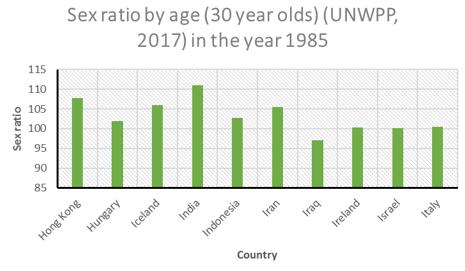 Sex ratio by age (30 year olds) (UNWPP,
2017) in the year 1985
115
110
105
100
95
90
85
Sex ratio
Hong Kong
Hungary
Iceland
India
Indonesia
Iran
Iraq
Ireland
Israel
Italy
Country